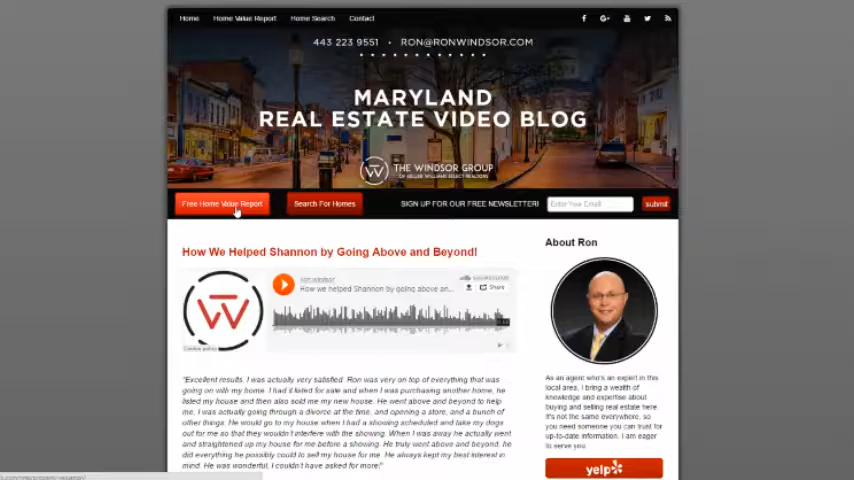 Home Home Value Report Home Search Contact
443 223 9551 • RON@RONWINDSOR.COM
MARYLAND
REAL ESTATE VIDEO BLOG
THE WINDSOR GROUP
OF KELLER WILLIAMS SELECT REALTORS
Free Home Value Report Search For Homes SIGN UP FOR OUR FREE NEWSLETTER! Enter Your Email submit
How We Helped Shannon by Going Above and Beyond!
ron windsor
SOUNDCLOUD
How we helped Shannon by going above an...
Share
Cookie policy
"Excellent results. I was actually very satisfied. Ron was very on top of everything that was
going on with my home. I had it listed for sale and when I was purchasing another home, he
listed my house and then also sold me my new house. He went above and beyond to help
me. I was actually going through a divorce at the time, and opening a store, and a bunch of
other things. He would go to my house when I had a showing scheduled and take my dogs
out for me so that they wouldn't interfere with the showing. When I was away he actually went
and straightened up my house for me before a showing. He truly went above and beyond, he
did everything he possibly could to sell my house for me. He always kept my best interest in
mind. He was wonderful, I couldn't have asked for more!"
About Ron
As an agent who's an expert in this
local area, I bring a wealth of
knowledge and expertise about
buying and selling real estate here.
It's not the same everywhere, so
you need someone you can trust for
up-to-date information. I am eager
to serve you.
yelp